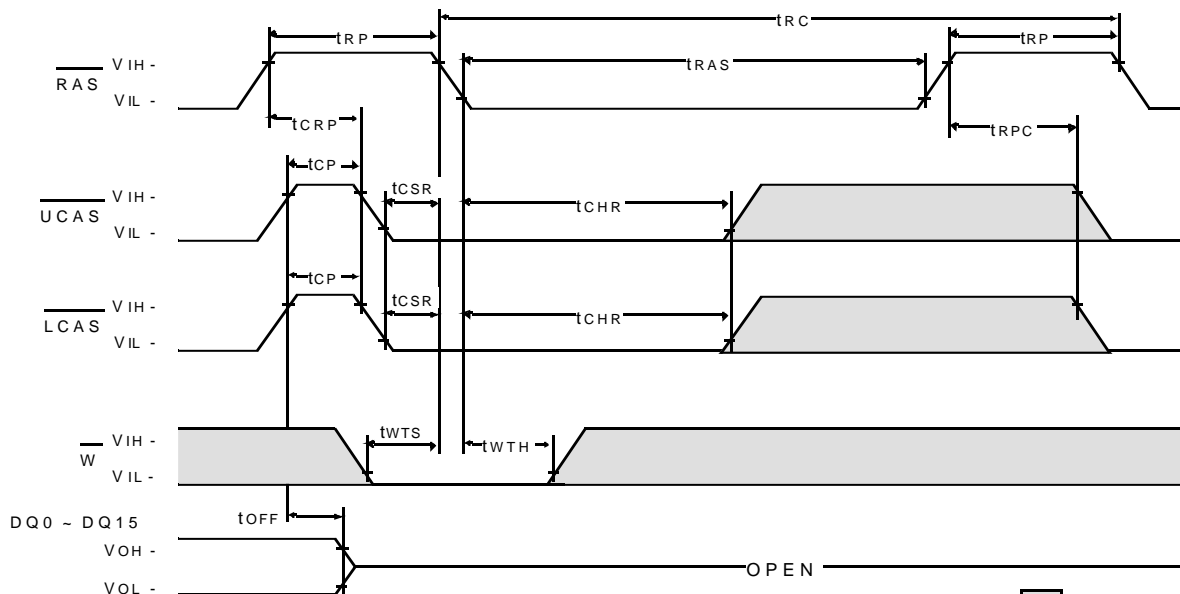 tRC
tRP
tRP
VIH -
RAS
tRAS
VIL -
tCRP
tRPC
tCP
VIH -
tCSR
UCAS
tCHR
VIL -
tCP
VIH -
tCSR
LCAS
tCHR
VIL -
tWTS
VIH -
tWTH
W
VIL -
tOFF
DQ0 ~ DQ15
VOH -
OPEN
VOL -